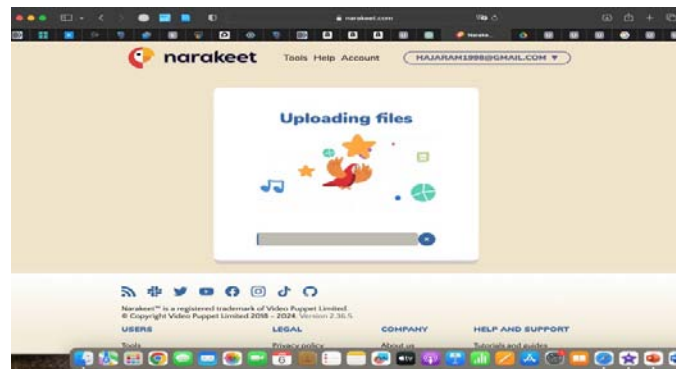 narakeet.com
Narake...
narakeet
Tools Help Account
HAJARAM1998@GMAIL.COM ▼
Uploading files
Narakeet™ is a registered trademark of Video Puppet Limited.
© Copyright Video Puppet Limited 2018 - 2024. Version 2.36.5
USERS LEGAL COMPANY HELP AND SUPPORT
Tools Privacy policy About us Tutorials and guides